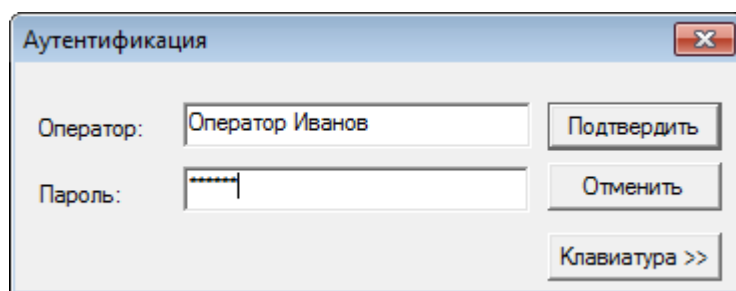 Аутентификация
Оператор: Оператор Иванов Подтвердить
Пароль: ****** Отменить
Клавиатура >>